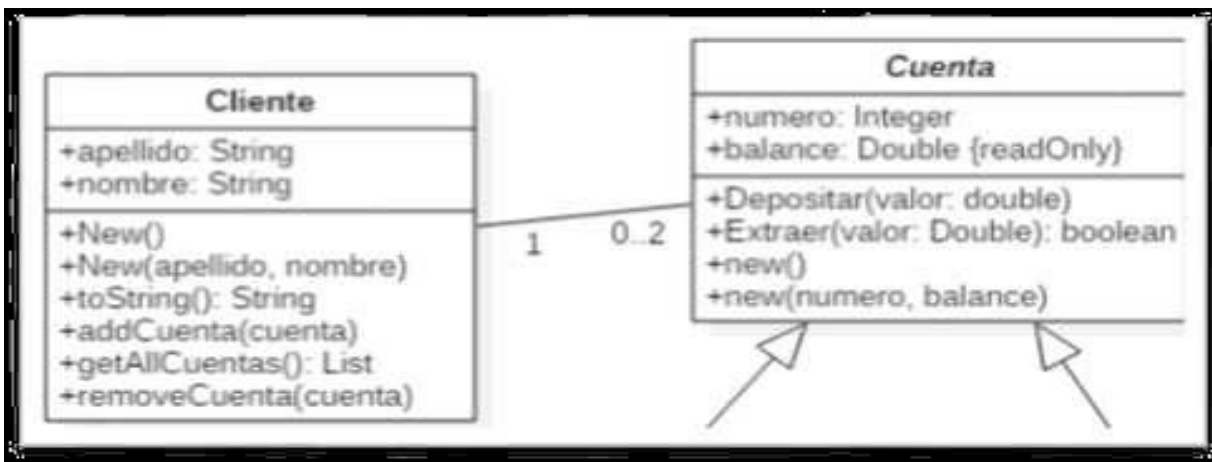 Cliente
+apellido: String
+nombre: String
+New()
+New(apellido, nombre)
+toString(): String
+addCuenta(cuenta)
+getAllCuentas(): List
+removeCuenta(cuenta)
1
0..2
Cuenta
+numero: Integer
+balance: Double {readOnly}
+Depositar(valor: double)
+Extraer(valor: Double): boolean
+new()
+new(numero, balance)